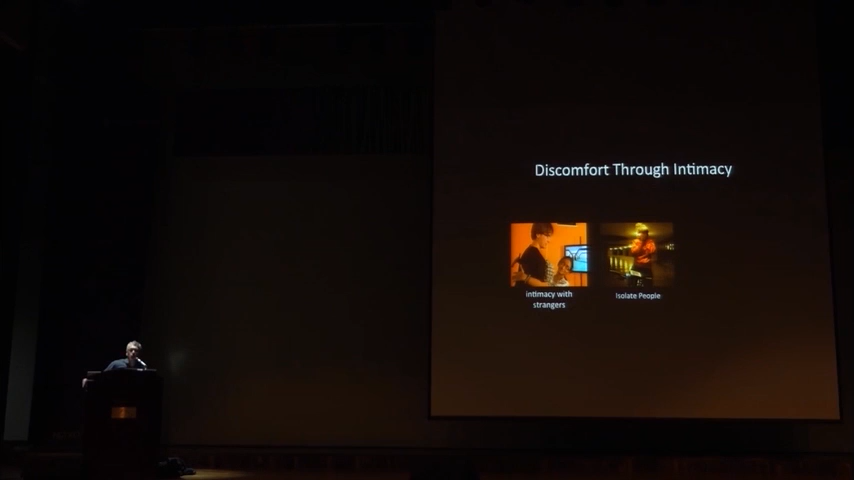 Discomfort Through Intimacy
intimacy with
strangers
Isolate People